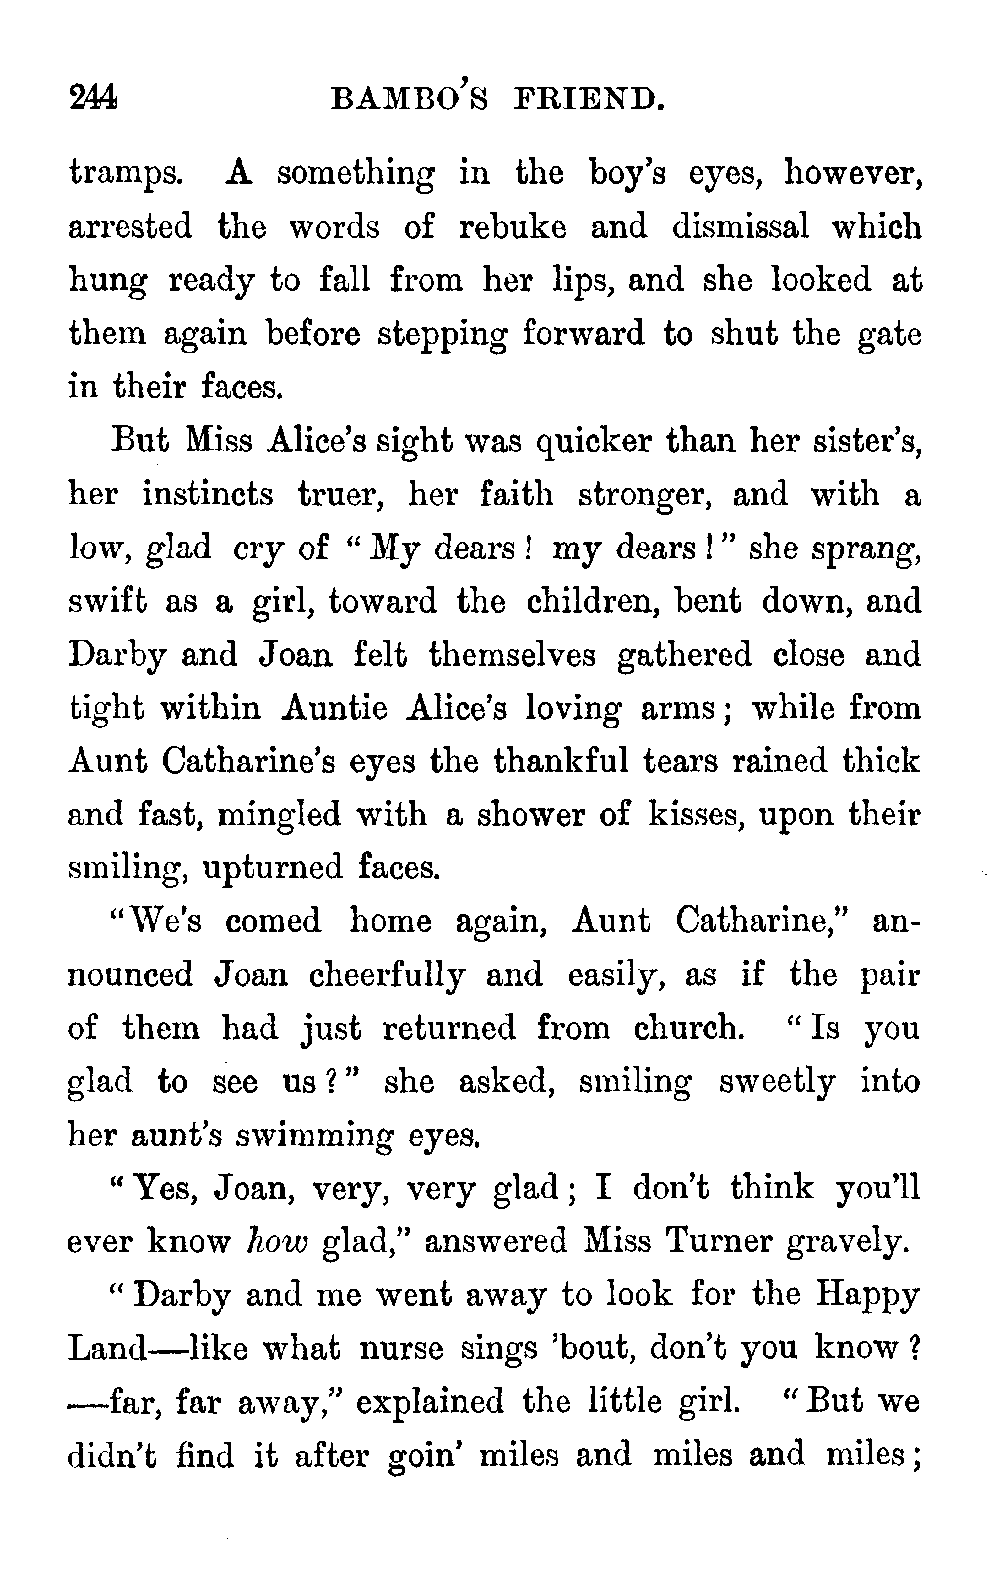 244 BAMBO'S FRIEND.
tramps. A something in the boy's eyes, however,
arrested the words of rebuke and dismissal which
hung ready to fall from her lips, and she looked at
them again before stepping forward to shut the gate
in their faces.
But Miss Alice's sight was quicker than her sister's,
her instincts truer, her faith stronger, and with a
low, glad cry of “ My dears ! my dears ! ” she sprang,
swift as a girl, toward the children, bent down, and
Darby and Joan felt themselves gathered close and
tight within Auntie Alice's loving arms ; while from
Aunt Catharine's eyes the thankful tears rained thick
and fast, mingled with a shower of kisses, upon their
smiling, upturned faces.
“We's comed home again, Aunt Catharine,” an-
nounced Joan cheerfully and easily, as if the pair
of them had just returned from church. “ Is you
glad to see us ? ” she asked, smiling sweetly into
her aunt's swimming eyes.
“ Yes, Joan, very, very glad ; I don't think you'll
ever know how glad,” answered Miss Turner gravely.
“ Darby and me went away to look for the Happy
Land—like what nurse sings 'bout, don't you know ?
—far, far away,” explained the little girl. “ But we
didn't find it after goin' miles and miles and miles ;